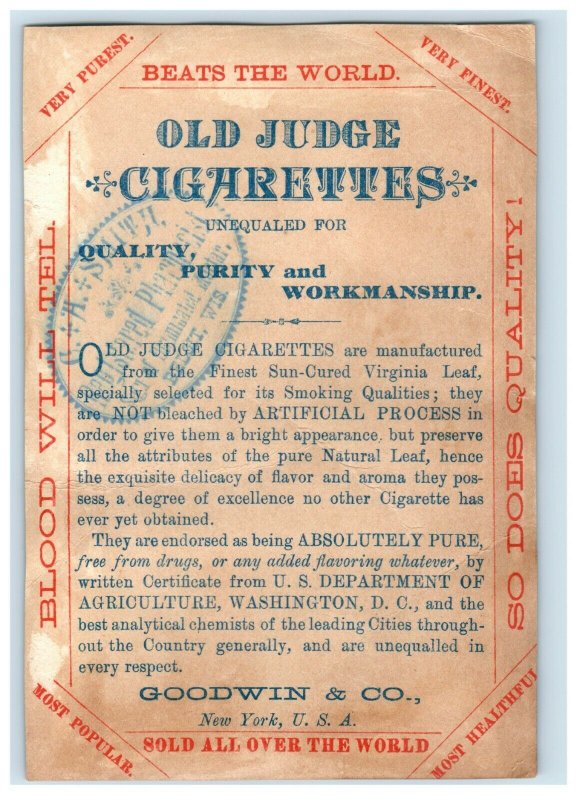 VERY PUREST.
BEATS THE WORLD.
VERY FINEST.
OLD JUDGE
CIGARETTES
UNEQUALED FOR
QUALITY,
PURITY and
WORKMANSHIP.
OLD JUDGE CIGARETTES are manufactured
from the Finest Sun-Cured Virginia Leaf,
specially selected for its Smoking Qualities; they
are NOT bleached by ARTIFICIAL PROCESS in
order to give them a bright appearance, but preserve
all the attributes of the pure Natural Leaf, hence
the exquisite delicacy of flavor and aroma they pos-
sess, a degree of excellence no other Cigarette has
ever yet obtained.
They are endorsed as being ABSOLUTELY PURE,
free from drugs, or any added flavoring whatever, by
written Certificate from U. S. DEPARTMENT OF
AGRICULTURE, WASHINGTON, D. C., and the
best analytical chemists of the leading Cities through-
out the Country generally, and are unequalled in
every respect.
GOODWIN & CO.,
New York, U. S. A.
SOLD ALL OVER THE WORLD
BLOOD WILL TEL.
SO DOES QUALITY!
MOST POPULAR.
MOST HEALTHFUL
SMITH
WIS.